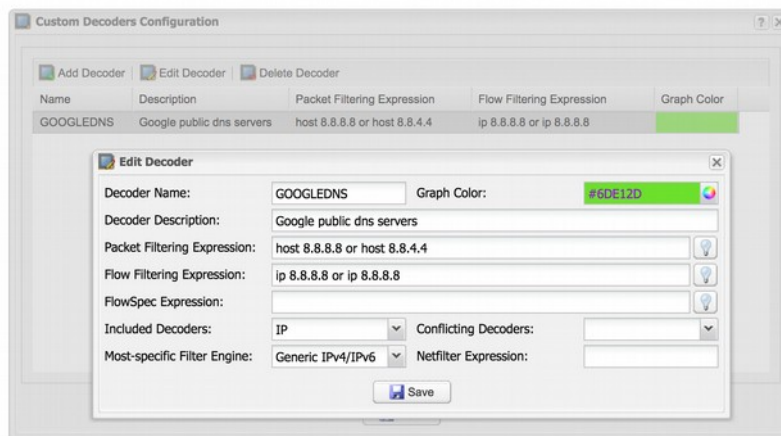 Custom Decoders Configuration
Add Decoder Edit Decoder Delete Decoder
Name Description Packet Filtering Expression Flow Filtering Expression Graph Color
GOOGLEDNS Google public dns servers host 8.8.8.8 or host 8.8.4.4 ip 8.8.8.8 or ip 8.8.8.8
Edit Decoder
Decoder Name: GOOGLEDNS Graph Color: #6DE12D
Decoder Description: Google public dns servers
Packet Filtering Expression: host 8.8.8.8 or host 8.8.4.4
Flow Filtering Expression: ip 8.8.8.8 or ip 8.8.8.8
FlowSpec Expression:
Included Decoders: IP Conflicting Decoders:
Most-specific Filter Engine: Generic IPv4/IPv6 Netfilter Expression:
Save